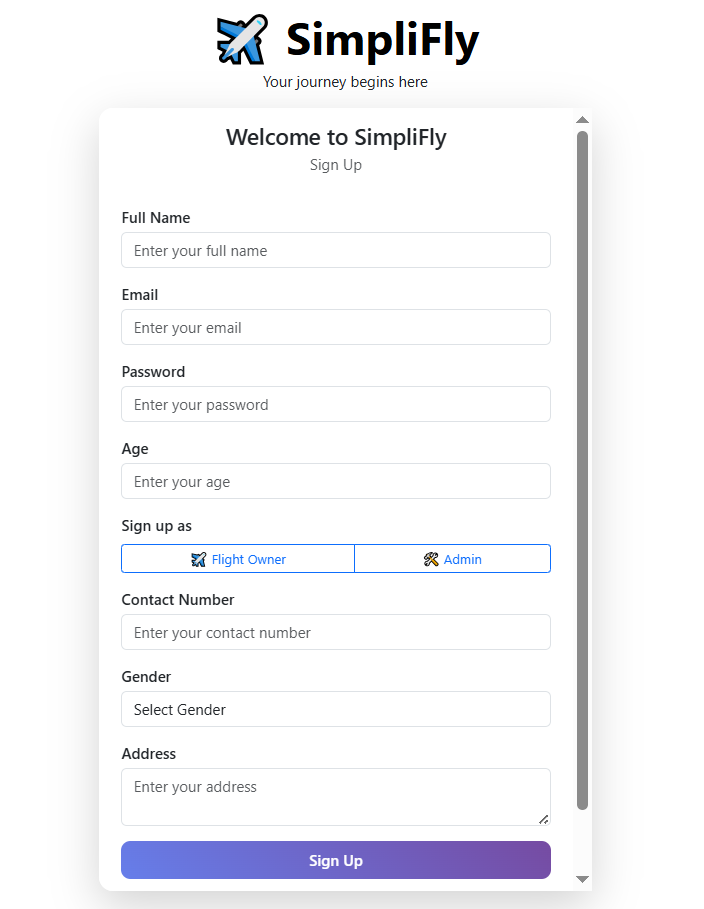 SimpliFly
Your journey begins here
Welcome to SimpliFly
Sign Up
Full Name
Enter your full name
Email
Enter your email
Password
Enter your password
Age
Enter your age
Sign up as
Flight Owner Admin
Contact Number
Enter your contact number
Gender
Select Gender
Address
Enter your address
Sign Up